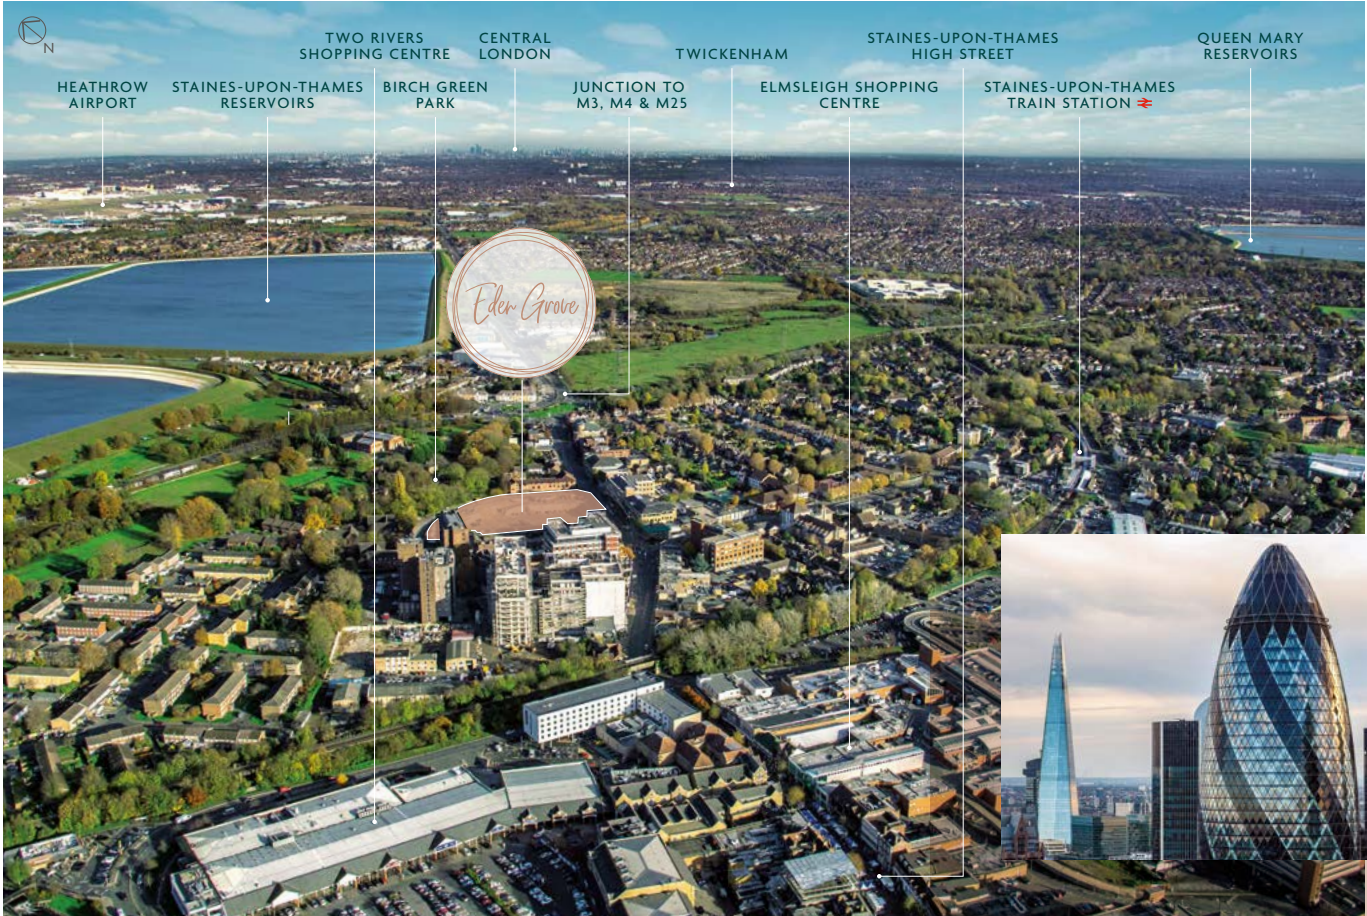 N
TWO RIVERS
SHOPPING CENTRE
CENTRAL
LONDON
TWICKENHAM
STAINES-UPON-THAMES
HIGH STREET
QUEEN MARY
RESERVOIRS
HEATHROW
AIRPORT
STAINES-UPON-THAMES
RESERVOIRS
BIRCH GREEN
PARK
JUNCTION TO
M3, M4 & M25
ELMSLEIGH SHOPPING
CENTRE
STAINES-UPON-THAMES
TRAIN STATION
Eden Grove